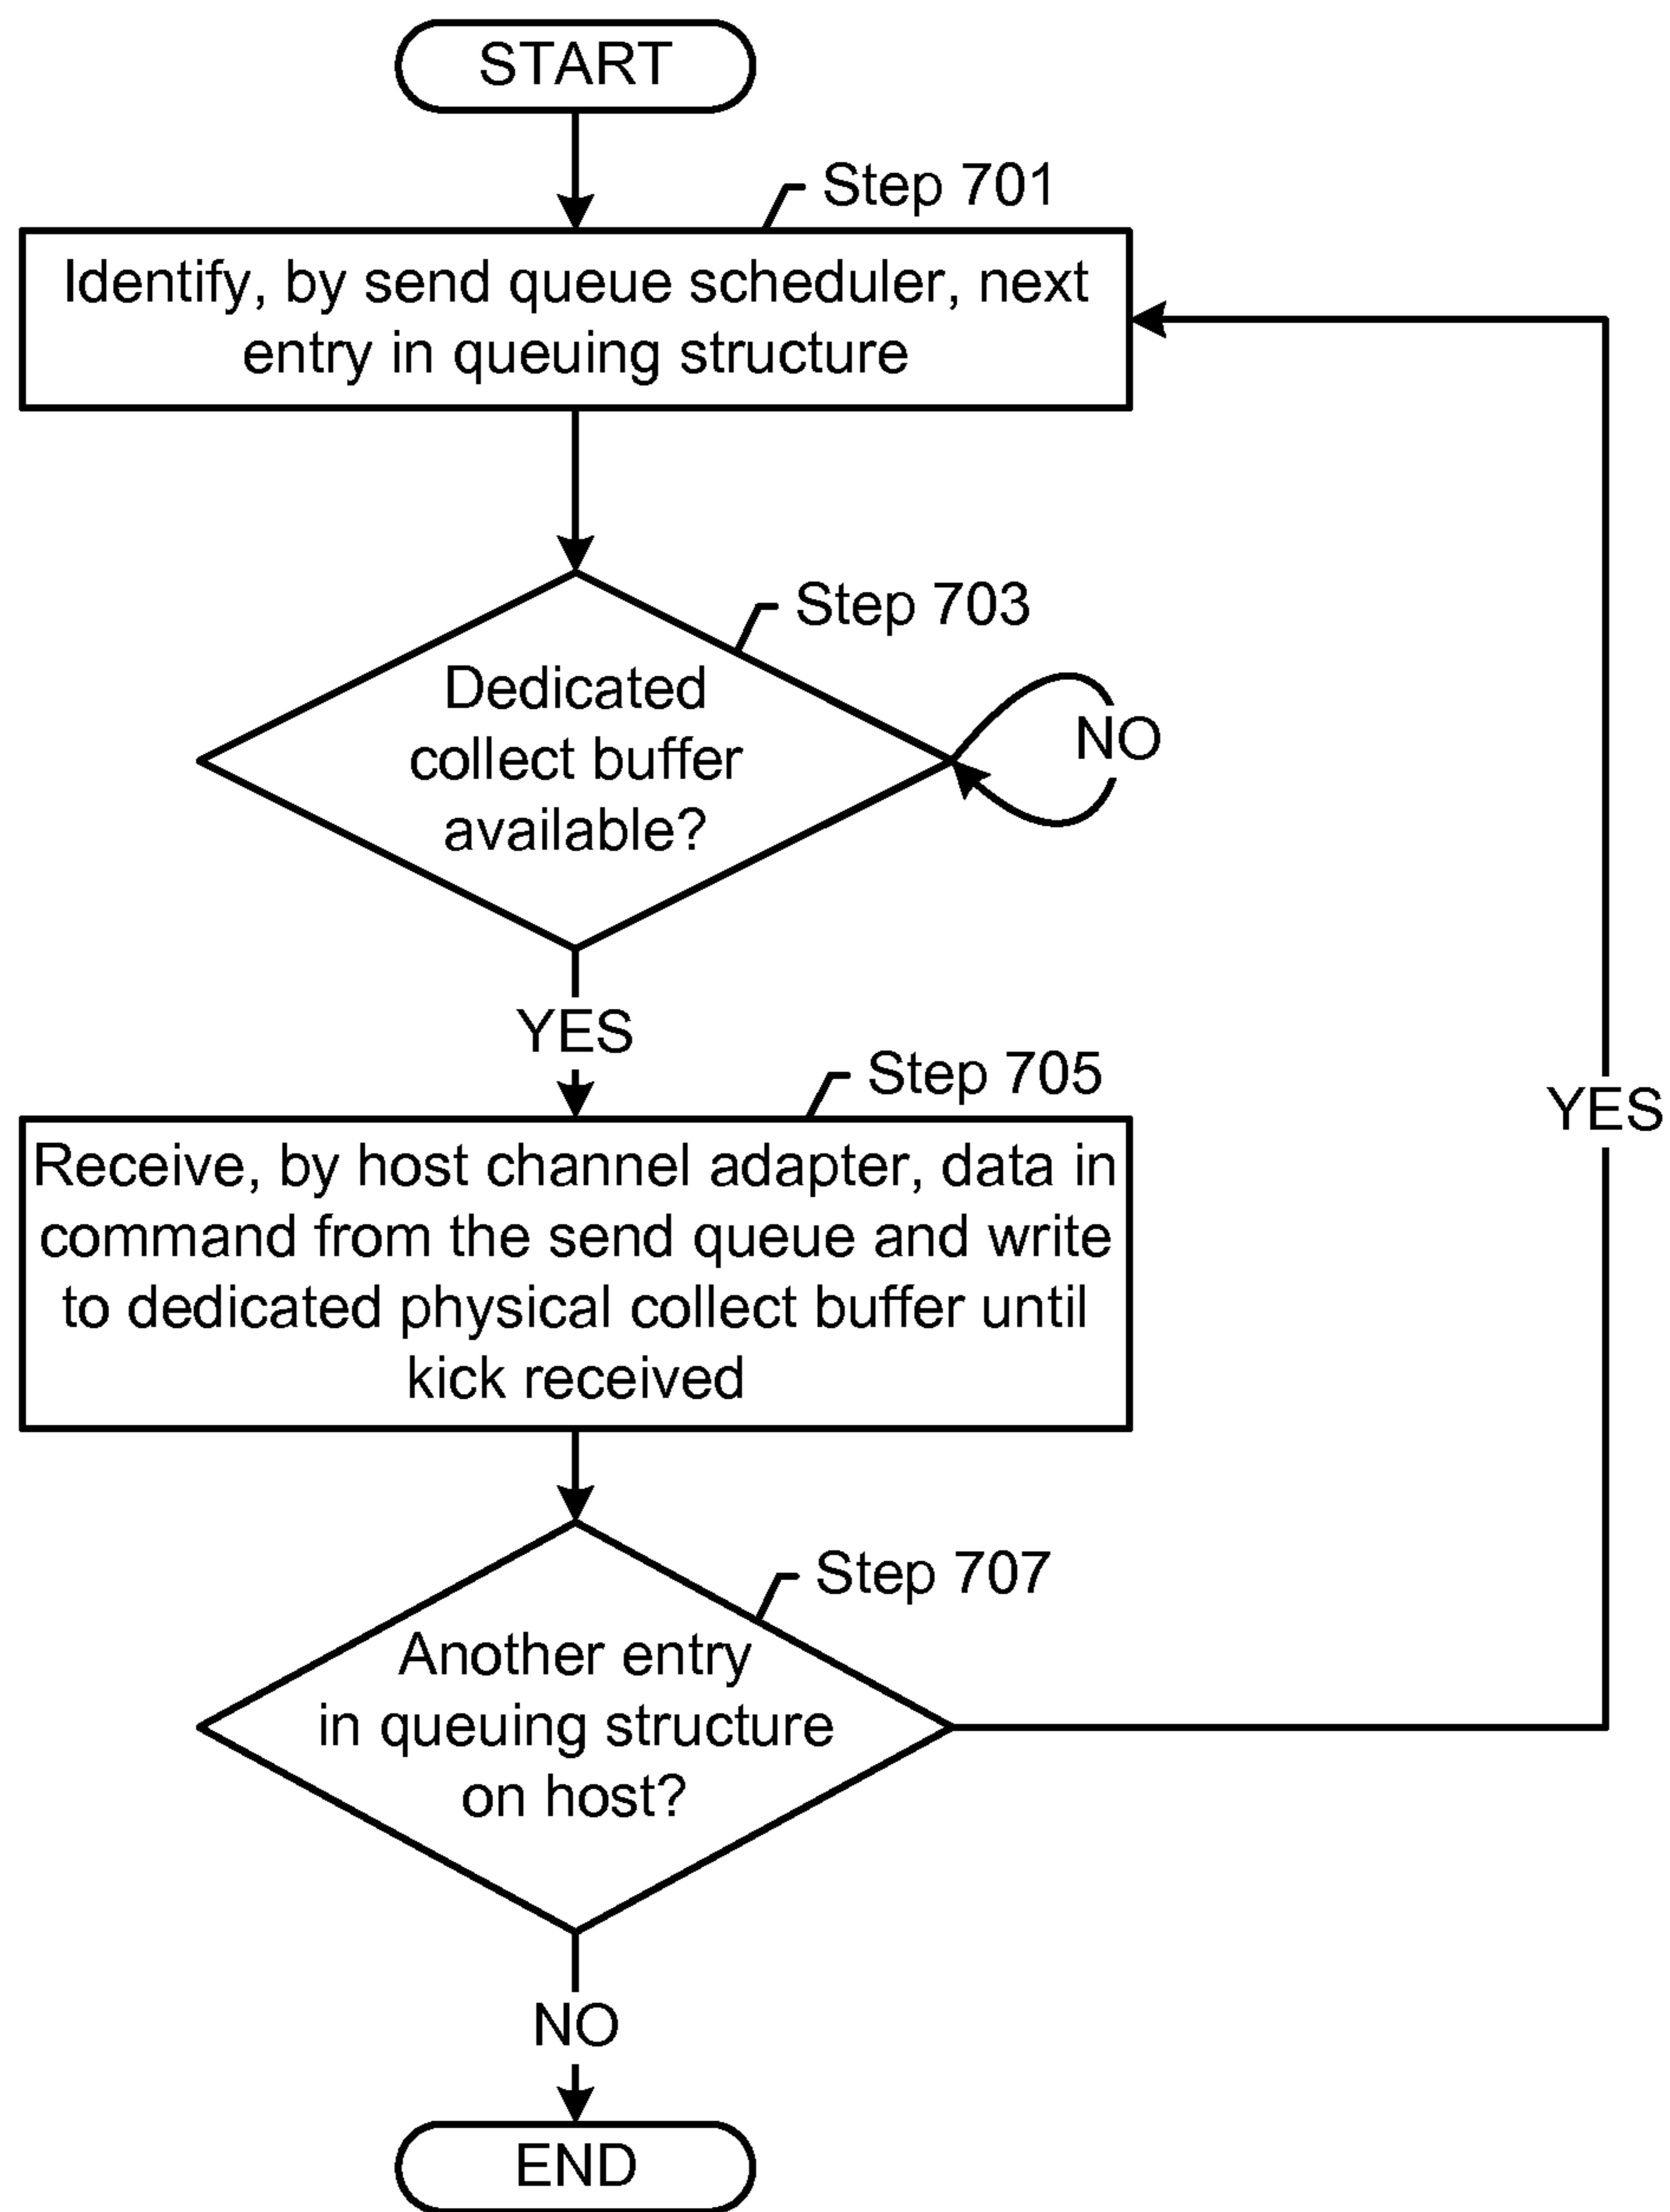 START
Step 701
Identify, by send queue scheduler, next
entry in queuing structure
Step 703
Dedicated
collect buffer
available?
NO
YES
Step 705
Receive, by host channel adapter, data in
command from the send queue and write
to dedicated physical collect buffer until
kick received
YES
Step 707
Another entry
in queuing structure
on host?
NO
END